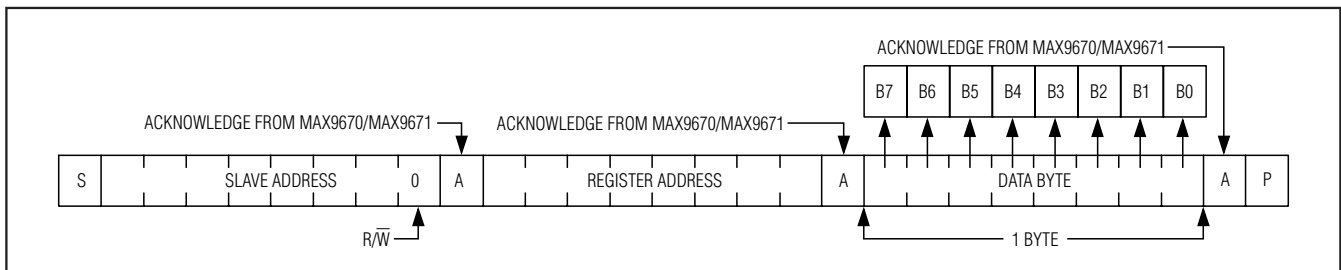 ACKNOWLEDGE FROM MAX9670/MAX9671
B7 B6 B5 B4 B3 B2 B1 B0
ACKNOWLEDGE FROM MAX9670/MAX9671 ACKNOWLEDGE FROM MAX9670/MAX9671
S SLAVE ADDRESS 0 A REGISTER ADDRESS A DATA BYTE A P
R/W̅ 1 BYTE